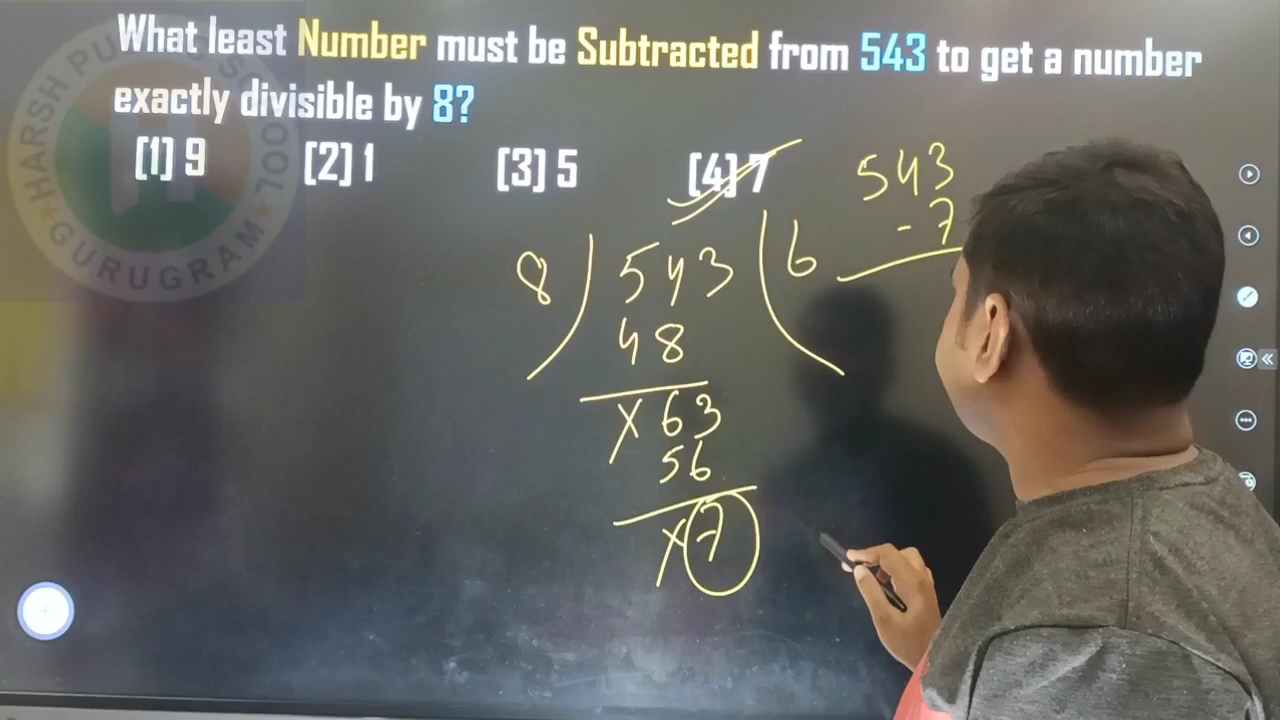 What least Number must be Subtracted from 543 to get a number
exactly divisible by 8?
[1] 9 [2] 1 [3] 5 [4] 7
543
- 7
8 ) 543 ( 6
48
x 63
56
x 7
HARSH PUBLIC SCHOOL
GURUGRAM